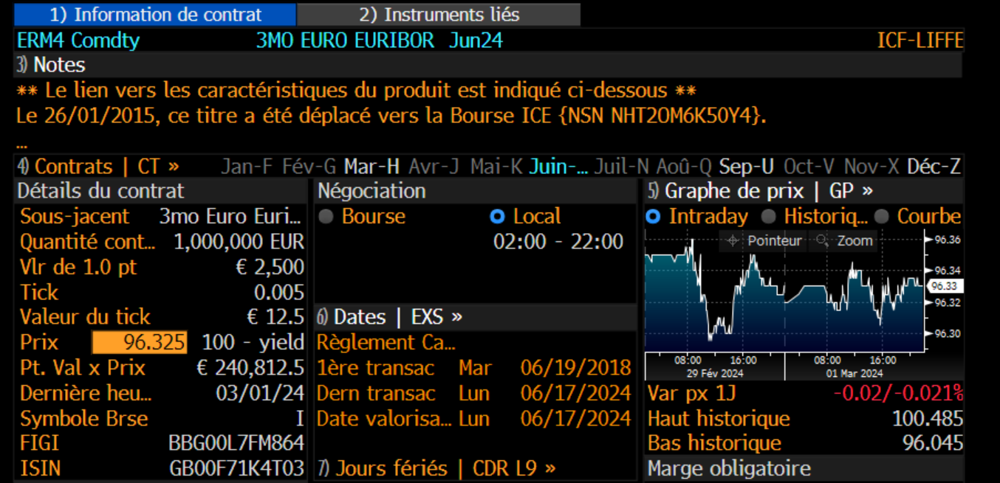 1) Information de contrat 2) Instruments liés
ERM4 Comdty 3MO EURO EURIBOR Jun24 ICF-LIFFE
3) Notes
** Le lien vers les caractéristiques du produit est indiqué ci-dessous **
Le 26/01/2015, ce titre a été déplacé vers la Bourse ICE {NSN NHT2OM6K50Y4}.
…
4) Contrats | CT » Jan-F Fév-G Mar-H Avr-J Mai-K Juin-… Juil-N Aoû-Q Sep-U Oct-V Nov-X Déc-Z
Détails du contrat
Sous-jacent 3mo Euro Euri…
Quantité cont… 1,000,000 EUR
Vlr de 1.0 pt € 2,500
Tick 0.005
Valeur du tick € 12.5
Prix 96.325 100 - yield
Pt. Val x Prix € 240,812.5
Dernière heu… 03/01/24
Symbole Brse I
FIGI BBG00L7FM864
ISIN GB00F71K4T03
Négociation
Bourse Local
02:00 - 22:00
6) Dates | EXS »
Règlement Ca…
1ère transac Mar 06/19/2018
Dern transac Lun 06/17/2024
Date valorisa… Lun 06/17/2024
7) Jours fériés | CDR L9 »
5) Graphe de prix | GP »
Intraday Historiq… Courbe
Pointeur Zoom
96.36
96.34
96.33
96.32
96.30
08:00 16:00 08:00 16:00
29 Fév 2024 01 Mar 2024
Var px 1J -0.02/-0.021%
Haut historique 100.485
Bas historique 96.045
Marge obligatoire